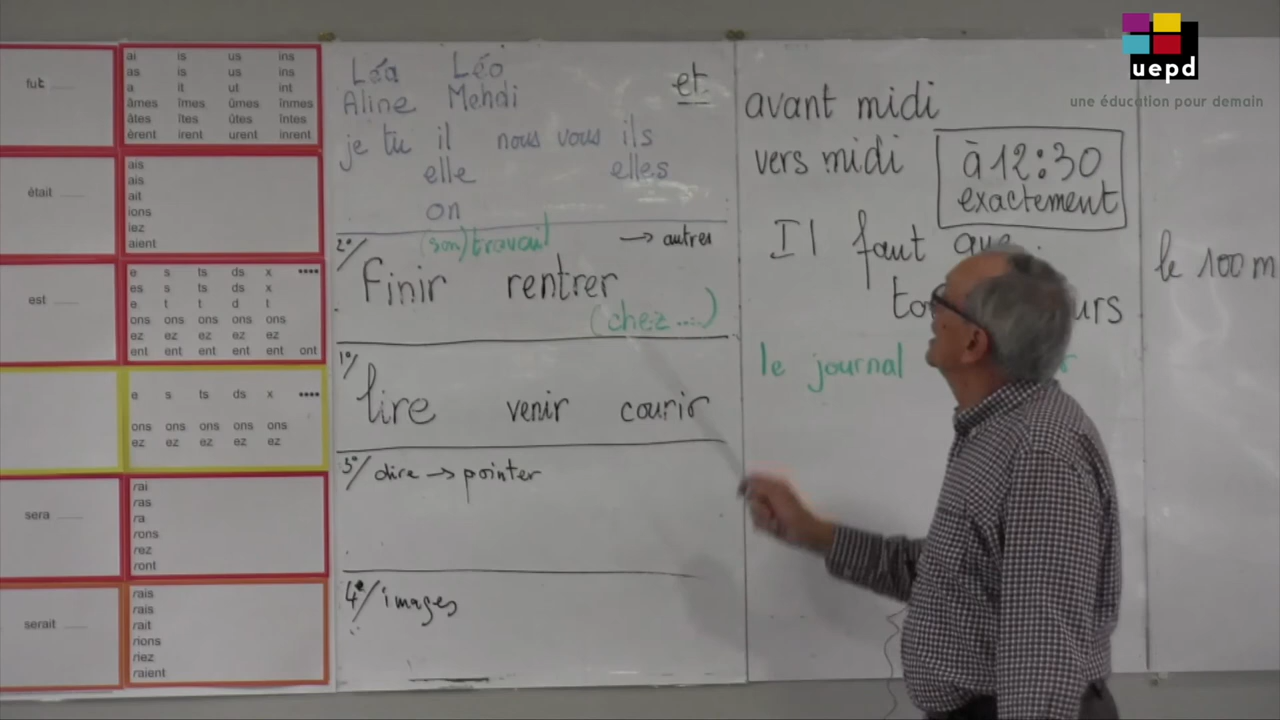 uepd
une éducation pour demain
fut ......
ai is us ins
as is us ins
a it ut int
âmes îmes ûmes înmes
âtes îtes ûtes întes
èrent irent urent inrent
était ......
ais
ais
ait
ions
iez
aient
est ......
e s ts ds x ••••
es s ts ds x
e t t d t
ons ons ons ons ons
ez ez ez ez ez
ent ent ent ent ent ont
e s ts ds x ••••
ons ons ons ons ons
ez ez ez ez ez
sera ......
rai
ras
ra
rons
rez
ront
serait ......
rais
rais
rait
rions
riez
raient
Léa Léo
et
Aline Mehdi
je tu il nous vous ils
elle elles
on
2°/ (son) travail → autres
finir rentrer
(chez ....)
1°/
lire venir courir
3°/ dire → pointer
4°/ images
avant midi
vers midi
à 12:30
exactement
Il faut que
le journal
le 100 m